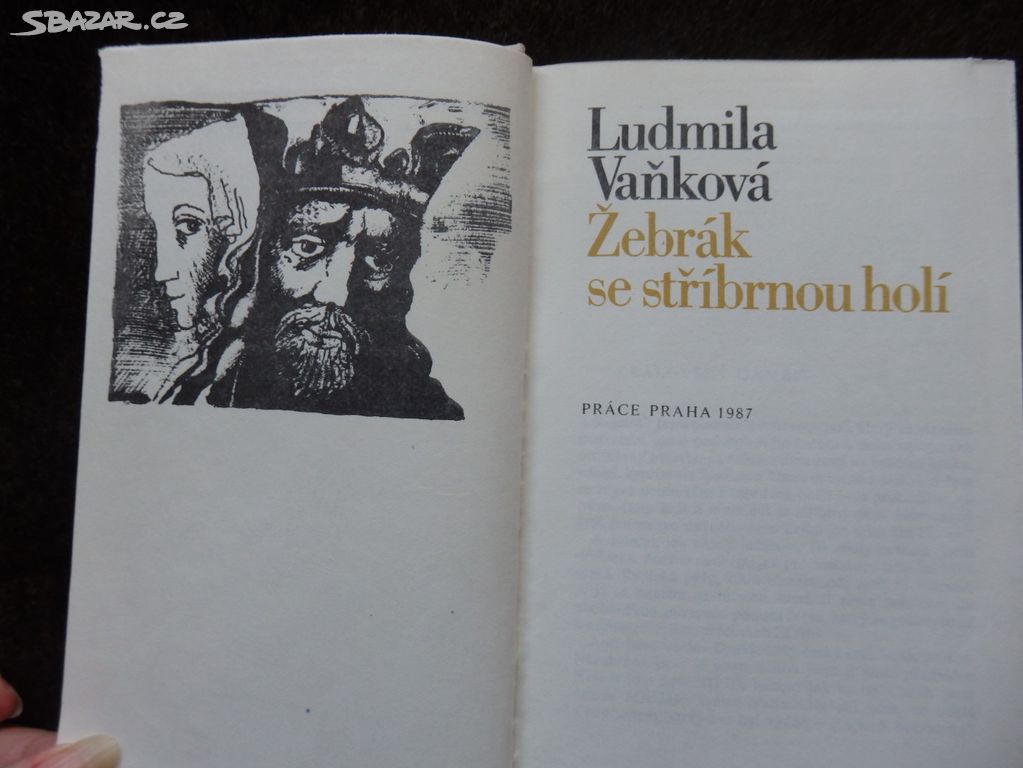 SBAZAR.CZ
Ludmila
Vaňková
Žebrák
se stříbrnou holí
PRÁCE PRAHA 1987